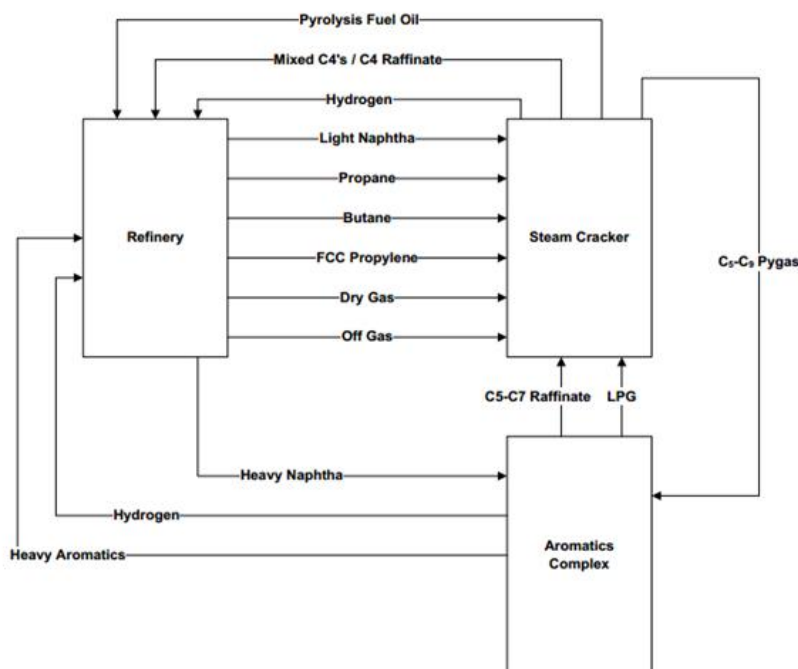 Pyrolysis Fuel Oil
Mixed C4's / C4 Raffinate
Hydrogen
Light Naphtha
Propane
Butane
Refinery
Steam Cracker
FCC Propylene
C₅-C₉ Pygas
Dry Gas
Off Gas
C5-C7 Raffinate
LPG
Heavy Naphtha
Hydrogen
Heavy Aromatics
Aromatics
Complex